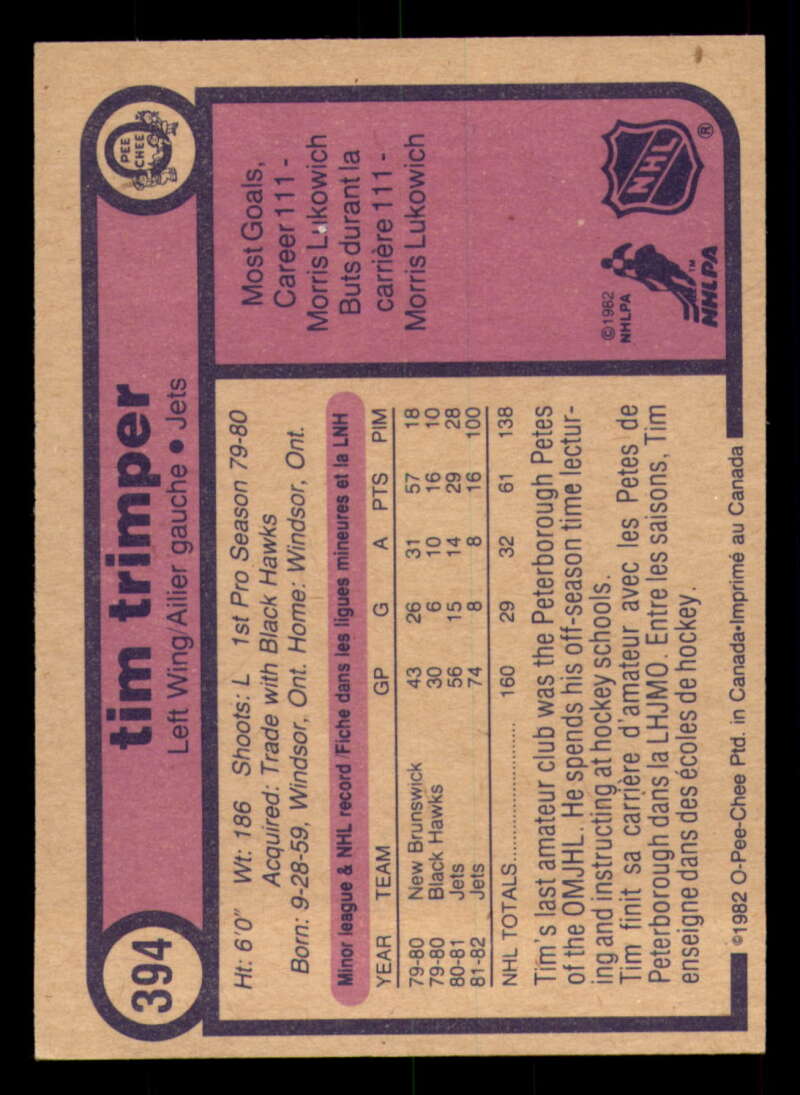 394
tim trimper
Left Wing/Ailier gauche • Jets
O
PEE
CHEE
Ht: 6'0" Wt: 186 Shoots: L 1st Pro Season 79-80
Acquired: Trade with Black Hawks
Born: 9-28-59, Windsor, Ont. Home: Windsor, Ont.
Minor league & NHL record/Fiche dans les ligues mineures et la LNH
YEAR TEAM GP G A PTS PIM
79-80 New Brunswick 43 26 31 57 18
79-80 Black Hawks 30 6 10 16 10
80-81 Jets 56 15 14 29 28
81-82 Jets 74 8 8 16 100
NHL TOTALS................ 160 29 32 61 138
Tim's last amateur club was the Peterborough Petes
of the OMJHL. He spends his off-season time lectur-
ing and instructing at hockey schools.
Tim finit sa carrière d'amateur avec les Petes de
Peterborough dans la LHJMO. Entre les saisons, Tim
enseigne dans des écoles de hockey.
Most Goals,
Career 111 -
Morris Lukowich
Buts durant la
carrière 111 -
Morris Lukowich
©1982
NHLPA
NHLPA™
NHL®
©1982 O-Pee-Chee Ptd. in Canada•Imprimé au Canada